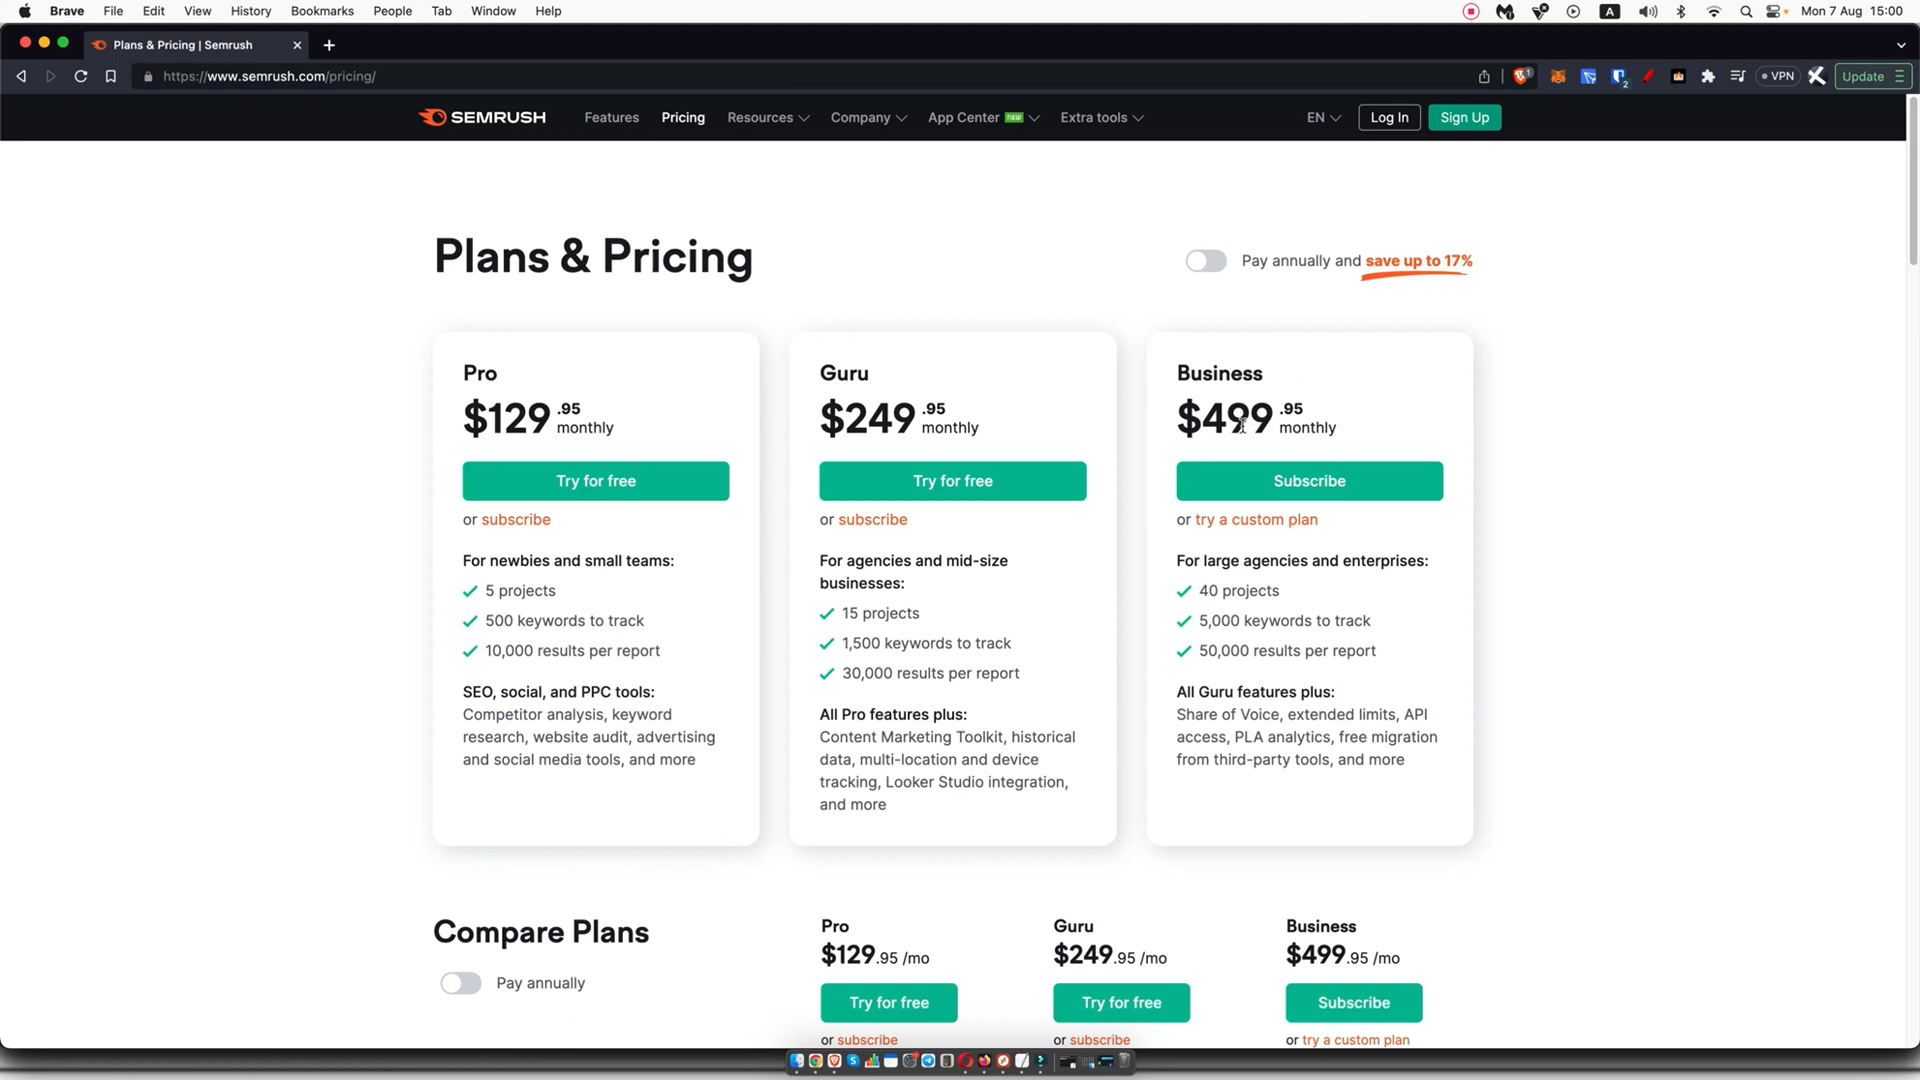 Brave File Edit View History Bookmarks People Tab Window Help
A
Mon 7 Aug 15:00
Plans & Pricing | Semrush
https://www.semrush.com/pricing/
1
2
VPN
Update
SEMRUSH
Features
Pricing
Resources
Company
App Center new
Extra tools
EN
Log In
Sign Up
Plans & Pricing
Pay annually and save up to 17%
Pro
$129 .95 monthly
Try for free
or subscribe
For newbies and small teams:
5 projects
500 keywords to track
10,000 results per report
SEO, social, and PPC tools:
Competitor analysis, keyword
research, website audit, advertising
and social media tools, and more
Guru
$249 .95 monthly
Try for free
or subscribe
For agencies and mid-size
businesses:
15 projects
1,500 keywords to track
30,000 results per report
All Pro features plus:
Content Marketing Toolkit, historical
data, multi-location and device
tracking, Looker Studio integration,
and more
Business
$499 .95 monthly
Subscribe
or try a custom plan
For large agencies and enterprises:
40 projects
5,000 keywords to track
50,000 results per report
All Guru features plus:
Share of Voice, extended limits, API
access, PLA analytics, free migration
from third-party tools, and more
Compare Plans
Pay annually
Pro
$129.95 /mo
Try for free
or subscribe
Guru
$249.95 /mo
Try for free
or subscribe
Business
$499.95 /mo
Subscribe
or try a custom plan